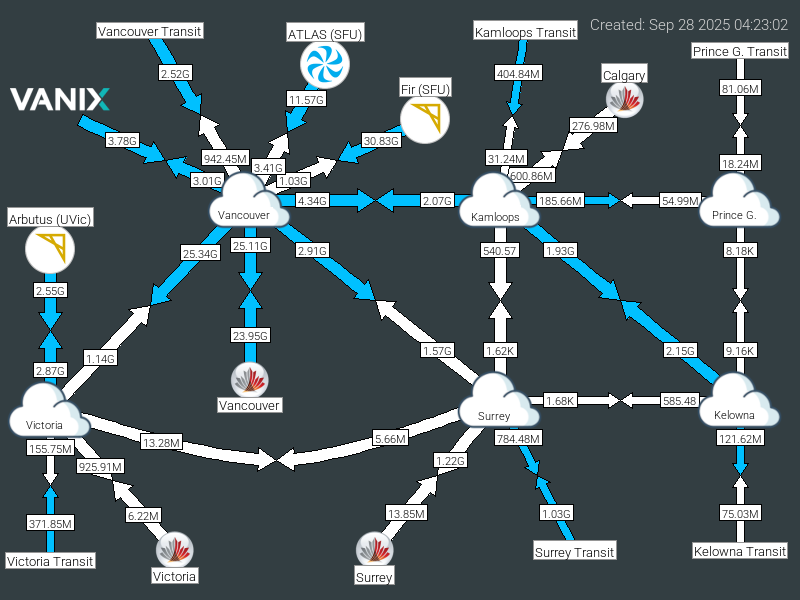 Created: Sep 28 2025 04:23:02
Vancouver Transit
ATLAS (SFU)
Kamloops Transit
Prince G. Transit
2.52G
404.84M
Calgary
81.06M
Fir (SFU)
VANIX
11.57G
276.98M
3.78G
30.83G
942.45M
31.24M
18.24M
3.41G
600.86M
3.01G
1.03G
4.34G
2.07G
185.66M
54.99M
Arbutus (UVic)
Vancouver
Kamloops
Prince G.
25.34G
25.11G
2.91G
540.57
1.93G
8.18K
2.55G
23.95G
1.14G
1.57G
1.62K
2.15G
9.16K
2.87G
Vancouver
1.68K
585.48
Victoria
Surrey
Kelowna
155.75M
13.28M
5.66M
784.48M
121.62M
925.91M
1.22G
371.85M
6.22M
13.85M
1.03G
75.03M
Victoria Transit
Victoria
Surrey
Surrey Transit
Kelowna Transit